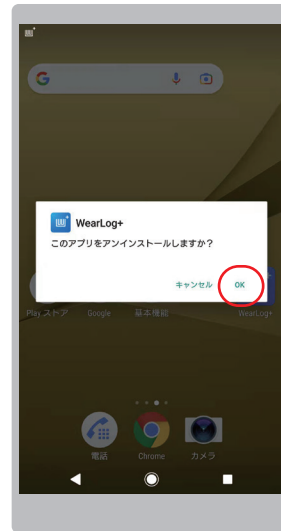 WearLog+
このアプリをアンインストールしますか？
キャンセル
OK
Play ストア
Google
基本機能
WearLog+
電話
Chrome
カメラ